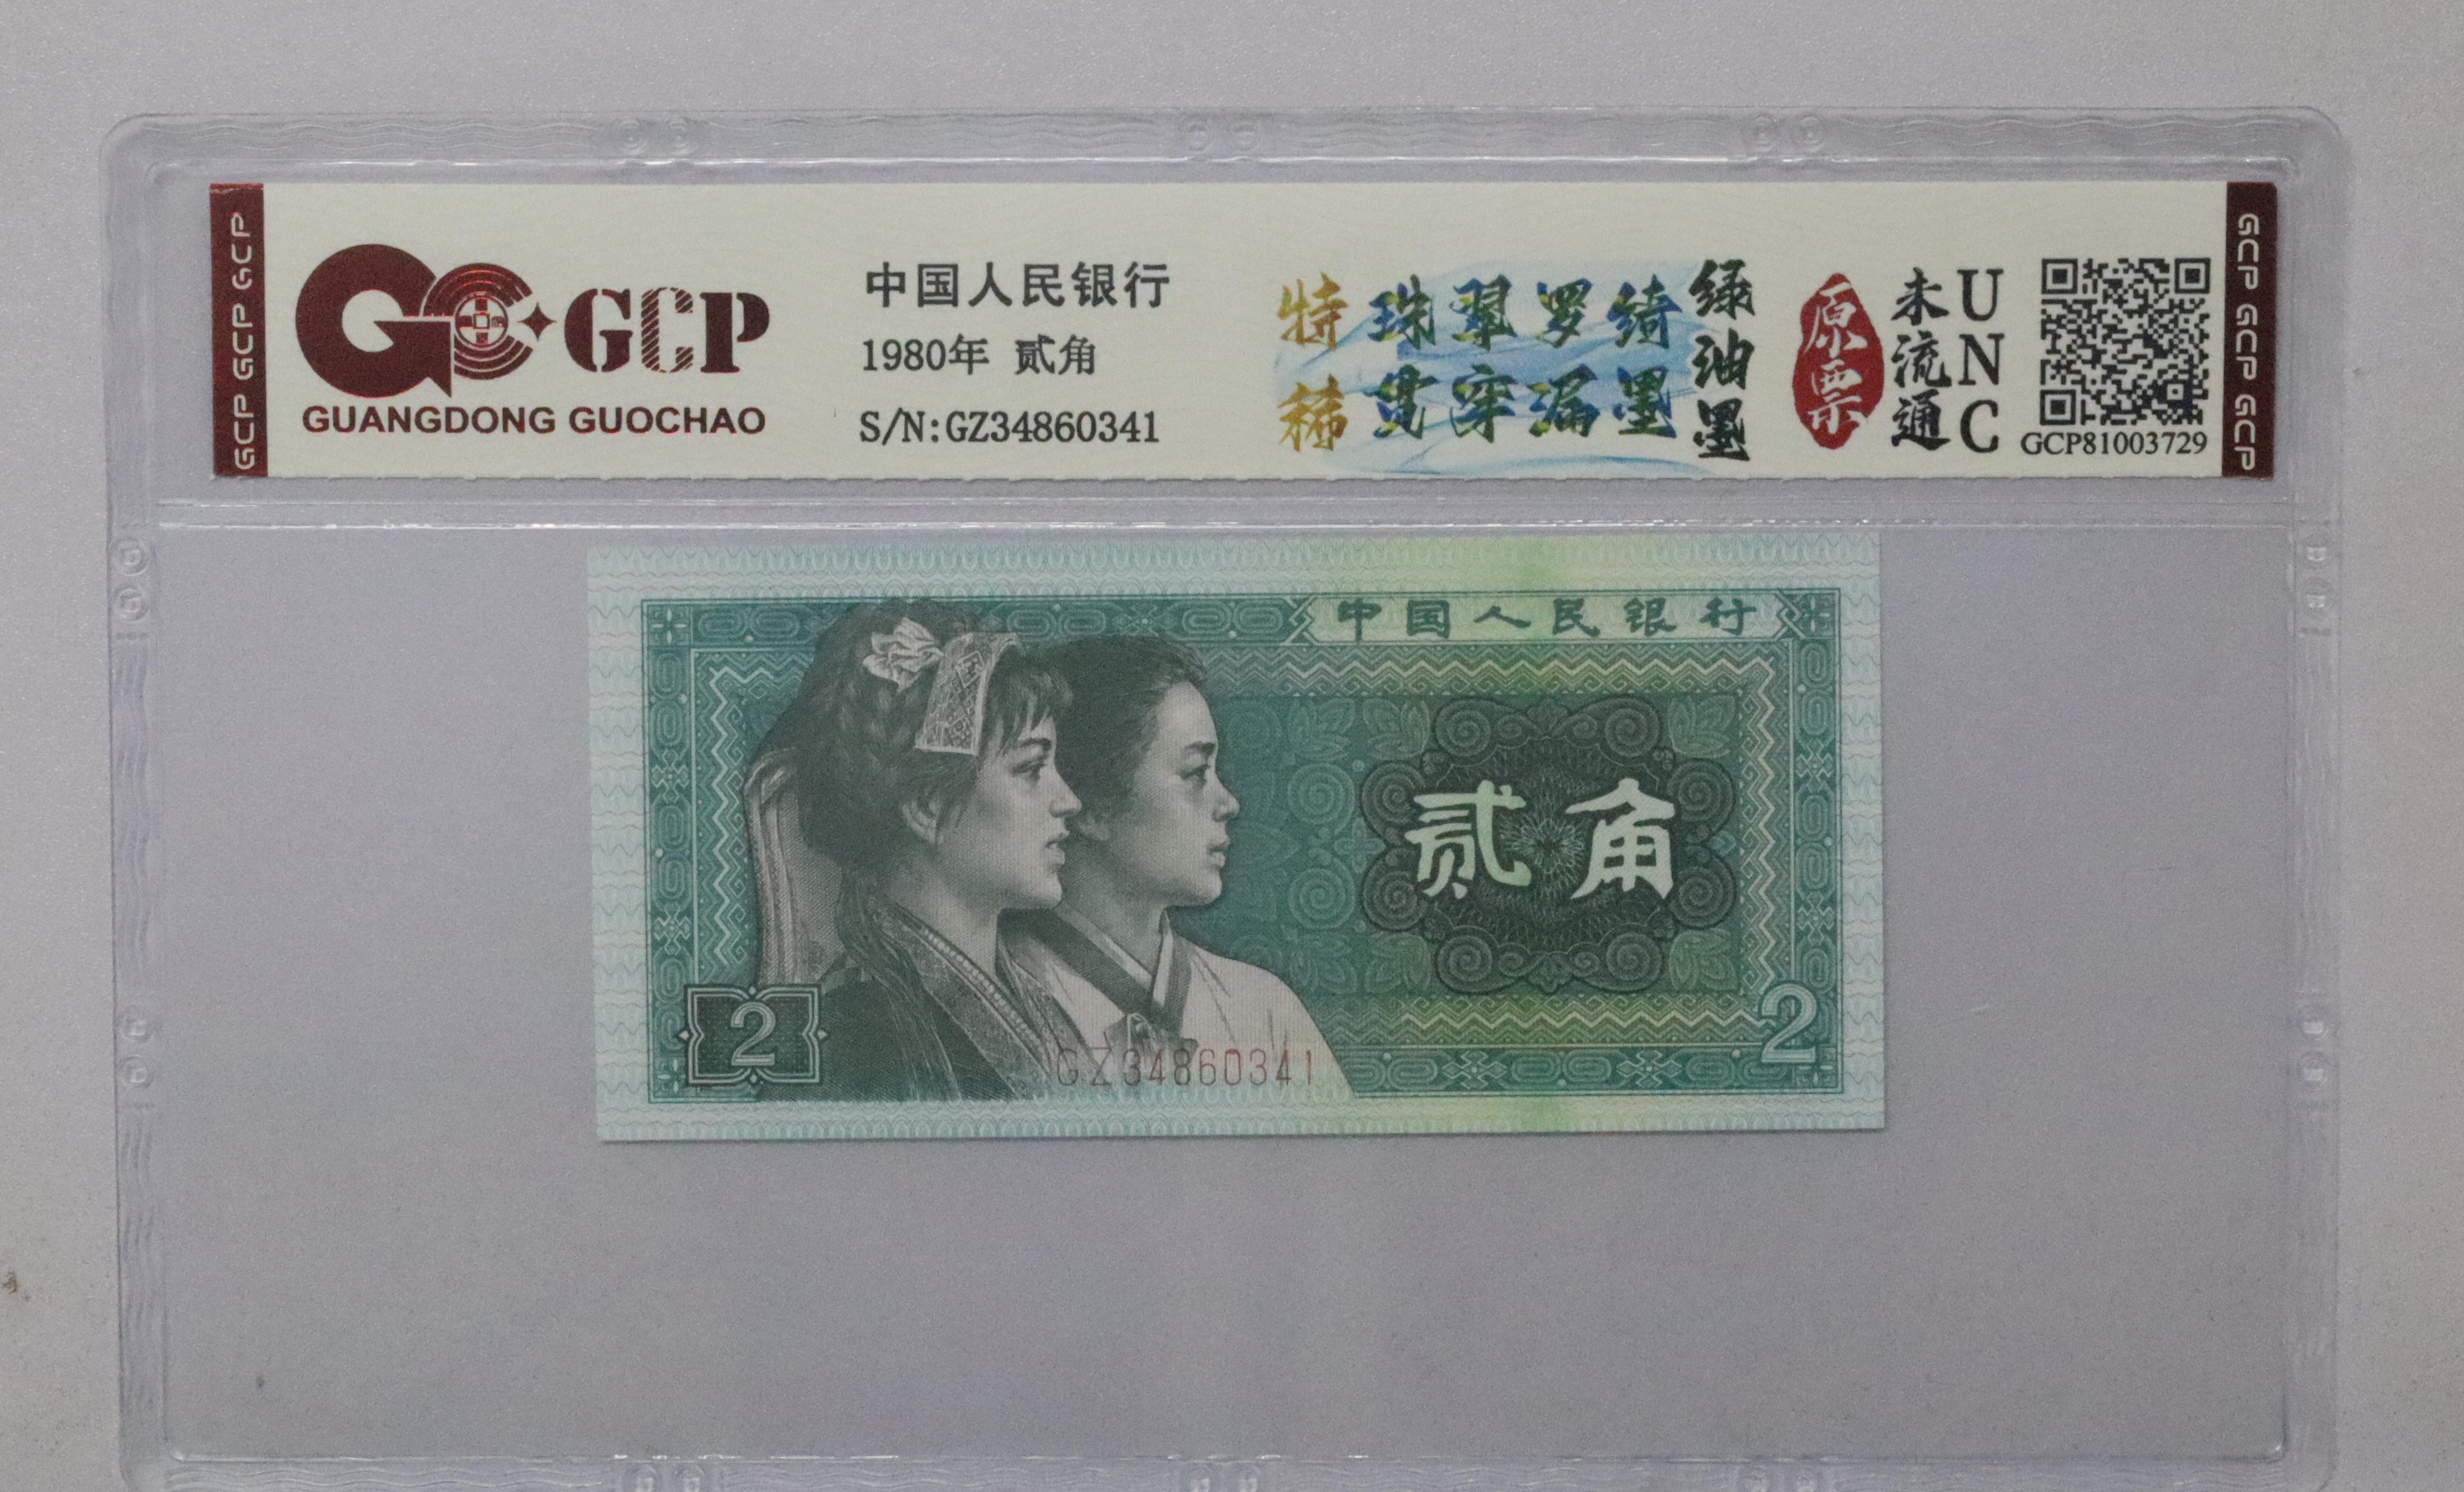 GCP GCP GCP
GCP
GUANGDONG GUOCHAO
中国人民银行
1980年 贰角
S/N:GZ34860341
特稀
珠翠罗绮
贯穿漏墨
绿油墨
原票
未流通
UNC
GCP81003729
GCP GCP GCP
中国人民银行
贰角
2
GZ34860341
2